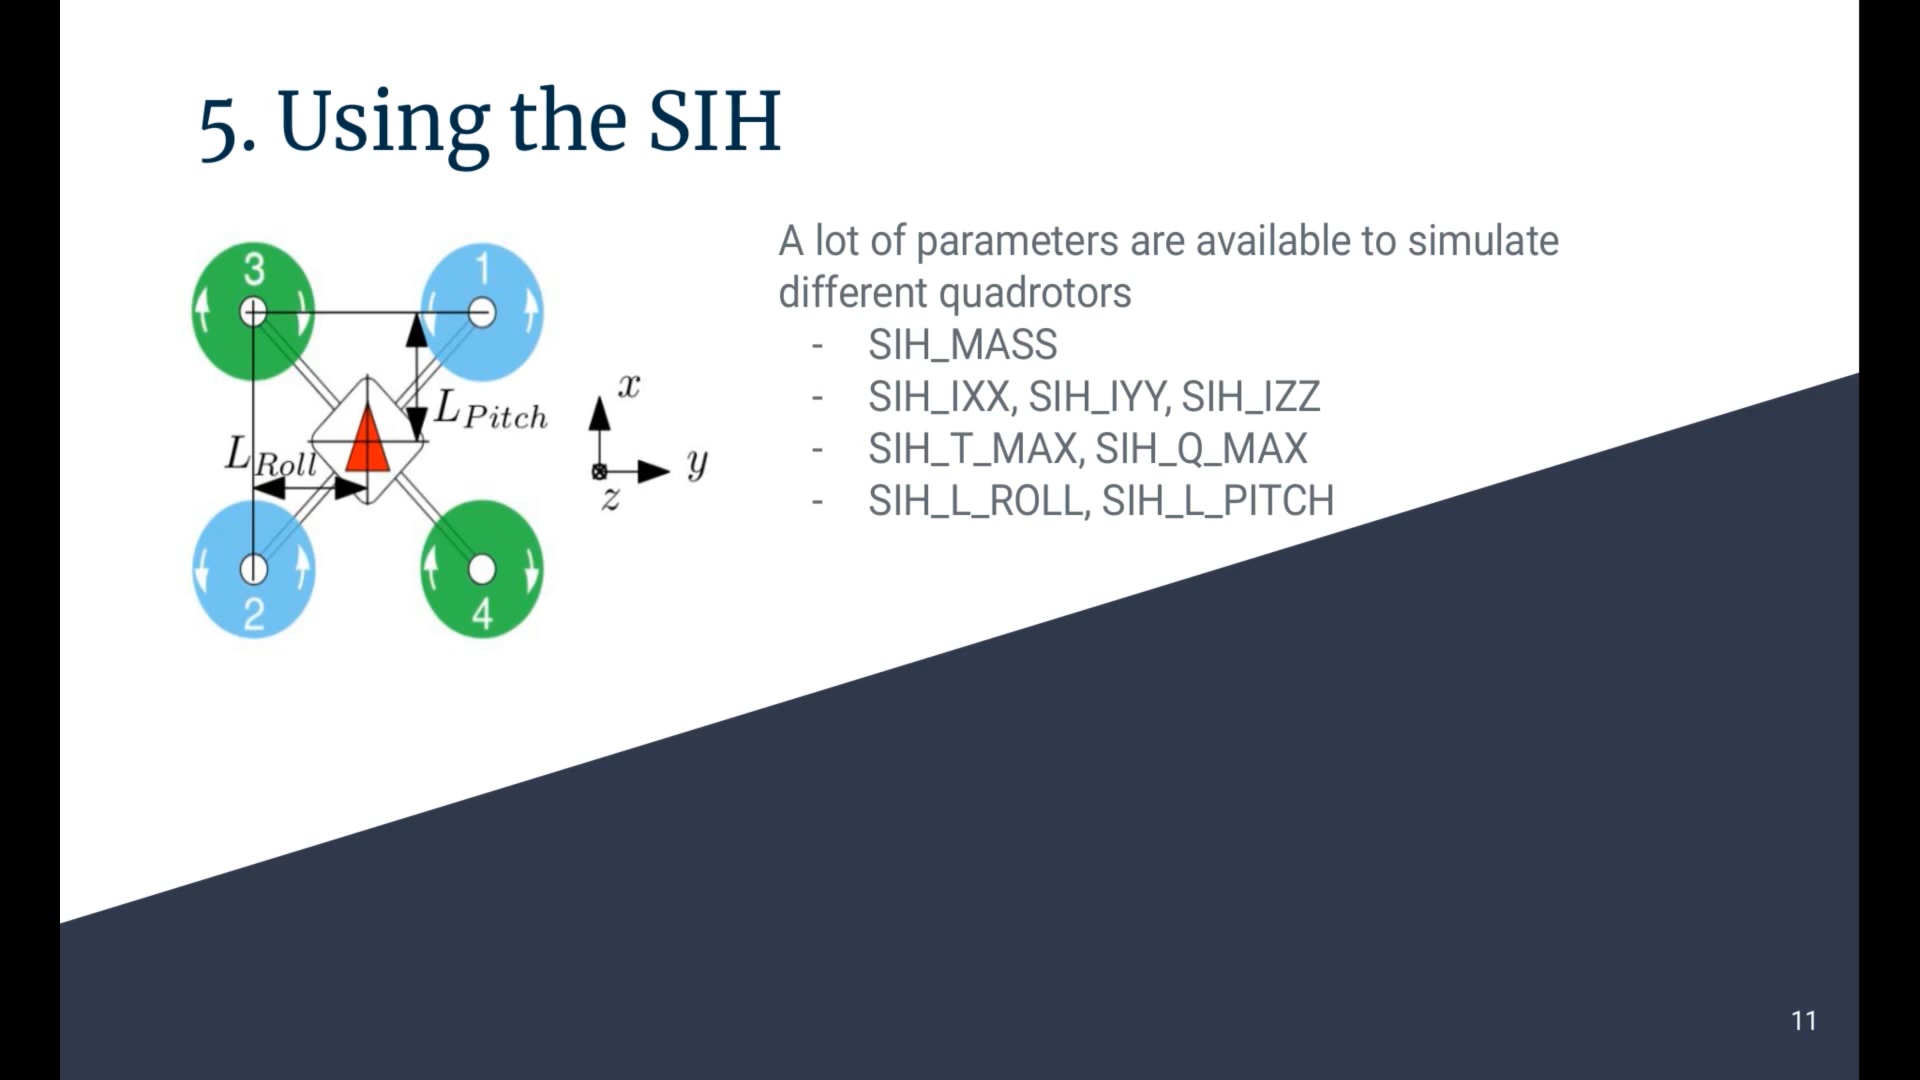 5. Using the SIH
3
1
L_Pitch
L_Roll
2
4
x
y
z
A lot of parameters are available to simulate
different quadrotors
- SIH_MASS
- SIH_IXX, SIH_IYY, SIH_IZZ
- SIH_T_MAX, SIH_Q_MAX
- SIH_L_ROLL, SIH_L_PITCH
11